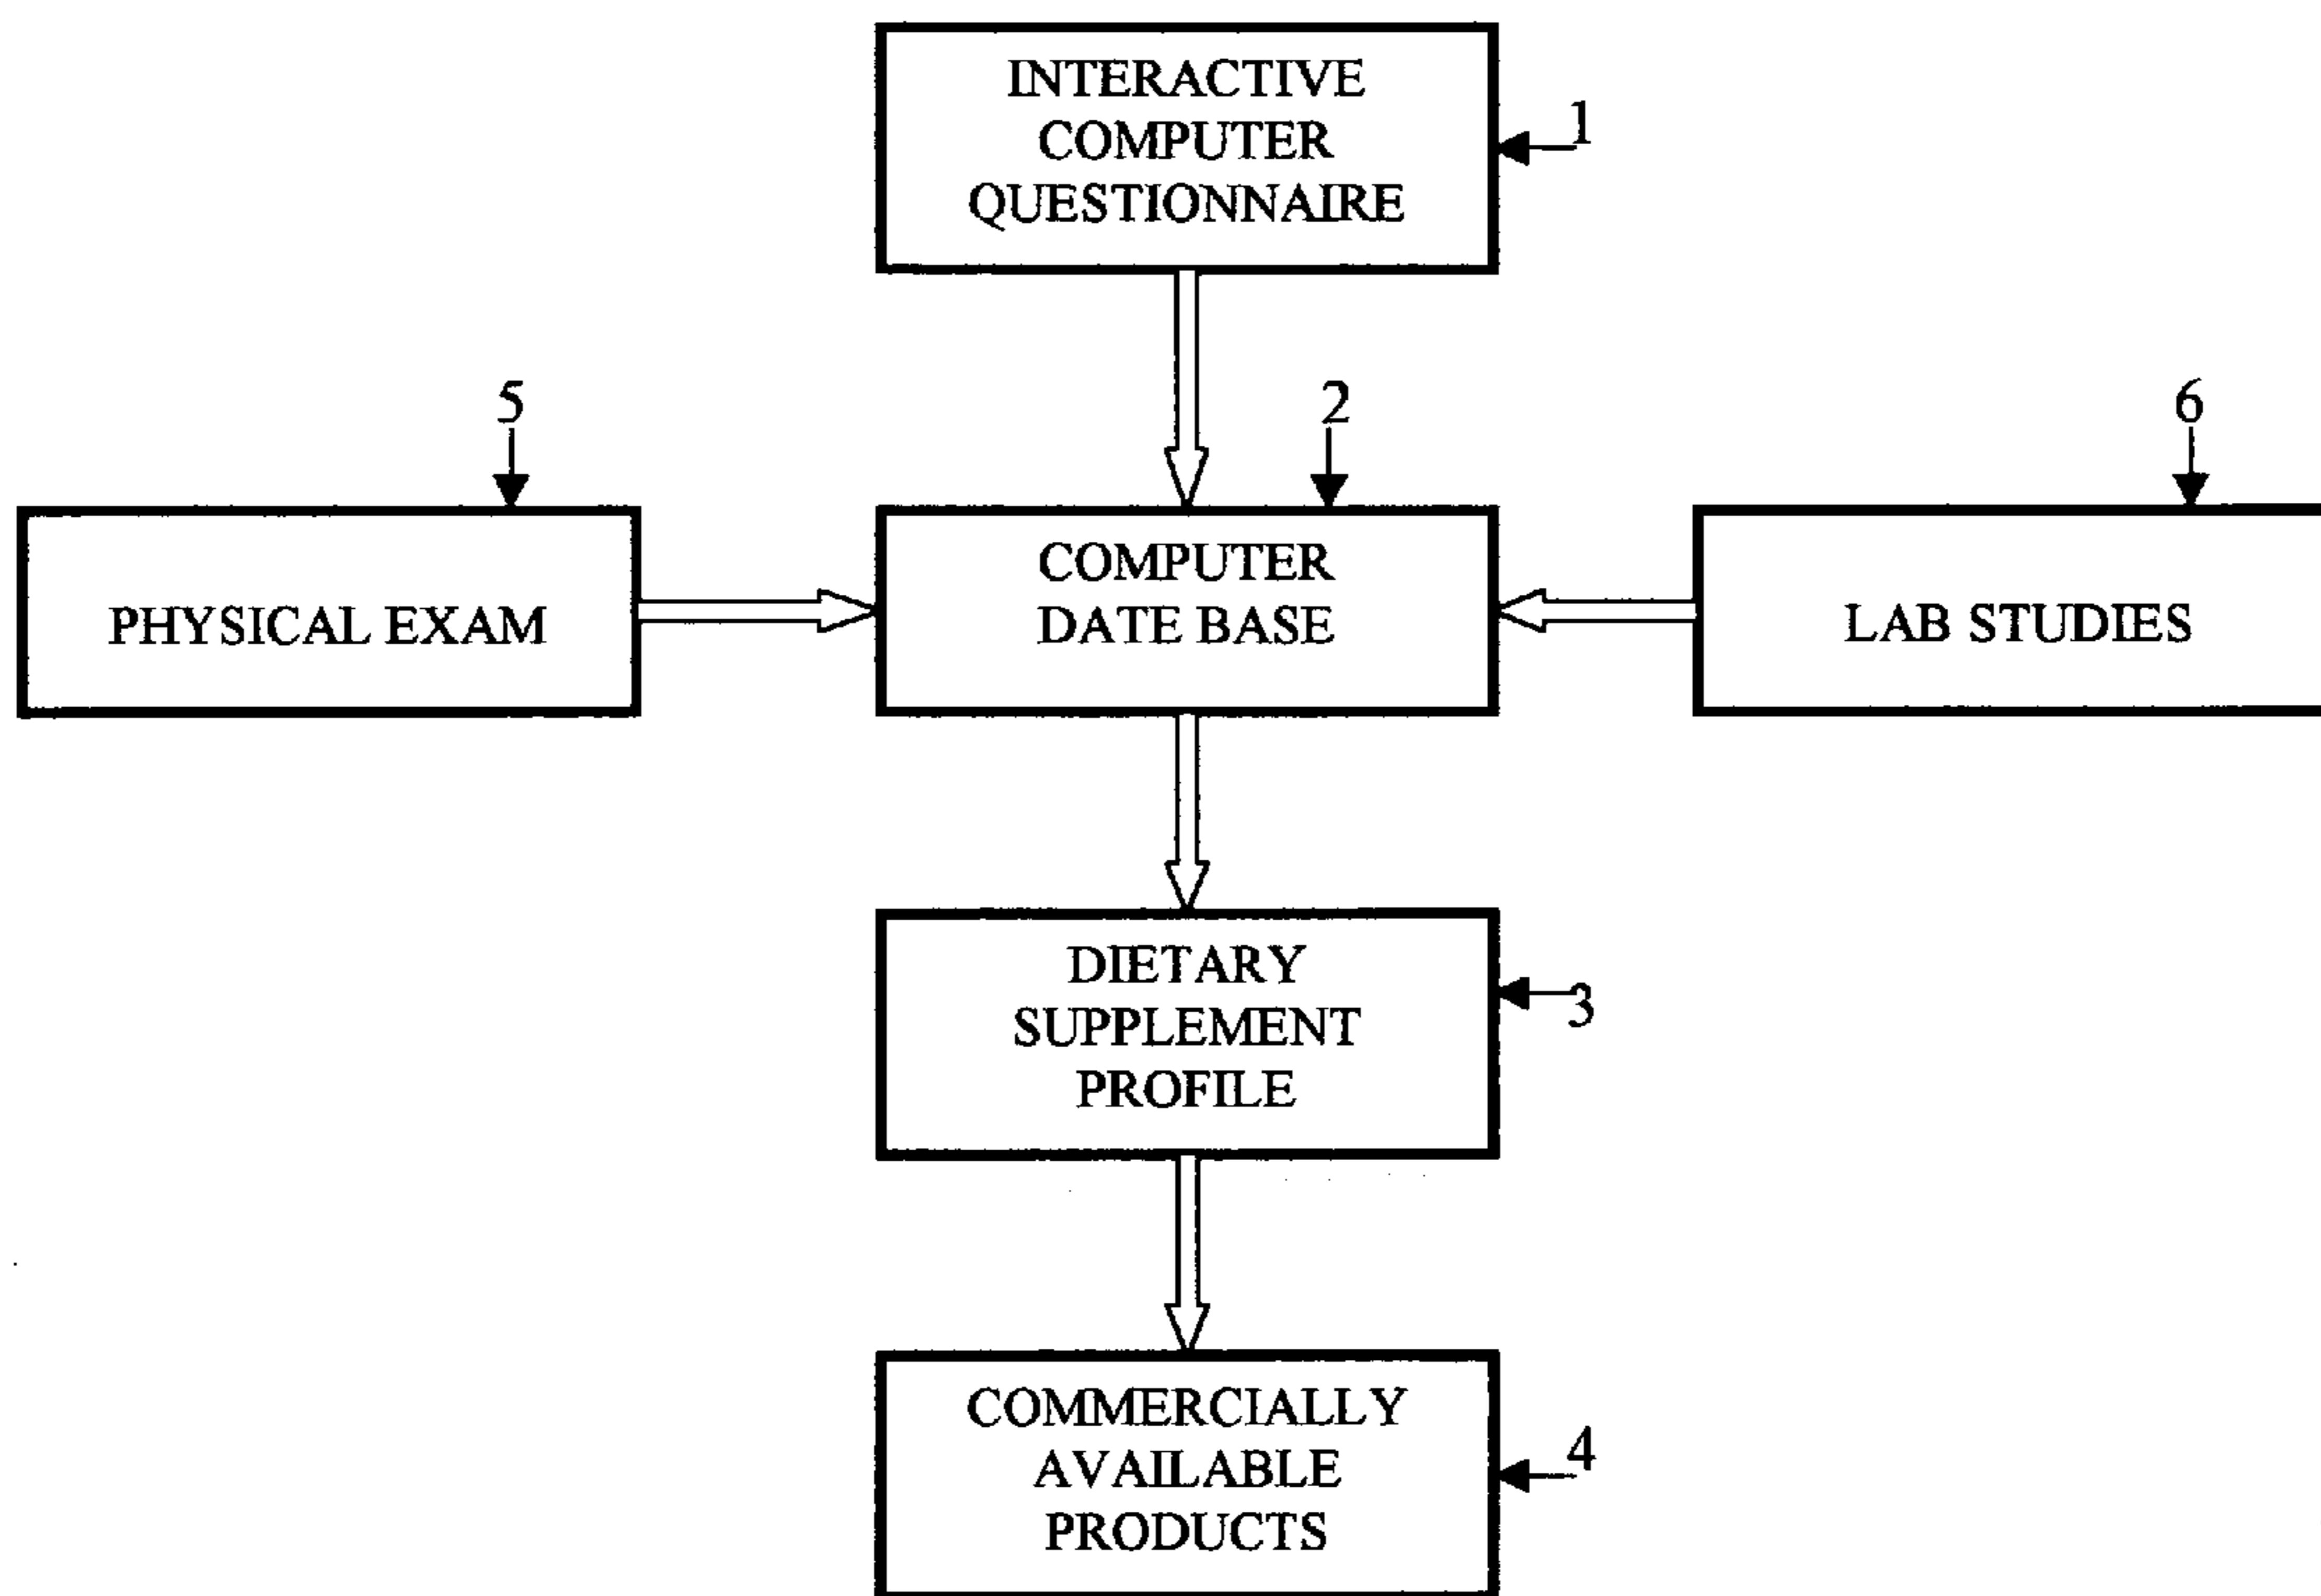 INTERACTIVE
COMPUTER
QUESTIONNAIRE
1
5
2
6
PHYSICAL EXAM
COMPUTER
DATE BASE
LAB STUDIES
DIETARY
SUPPLEMENT
PROFILE
3
COMMERCIALLY
AVAILABLE
PRODUCTS
4